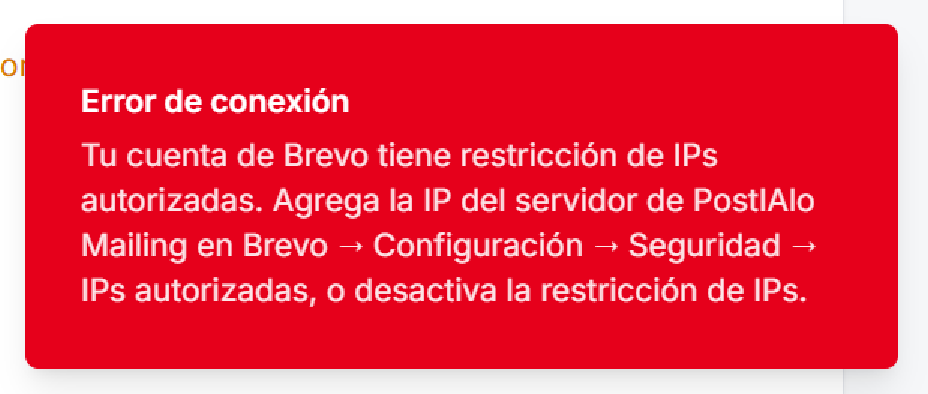 or
Error de conexión
Tu cuenta de Brevo tiene restricción de IPs
autorizadas. Agrega la IP del servidor de PostIAlo
Mailing en Brevo → Configuración → Seguridad →
IPs autorizadas, o desactiva la restricción de IPs.